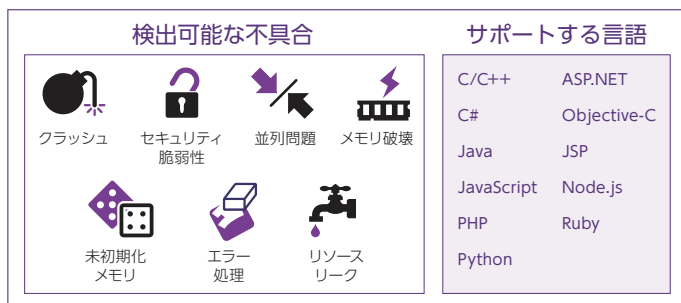 検出可能な不具合
クラッシュ
セキュリティ
脆弱性
並列問題
メモリ破壊
未初期化
メモリ
エラー
処理
リソース
リーク
サポートする言語
C/C++
ASP.NET
C#
Objective-C
Java
JSP
JavaScript
Node.js
PHP
Ruby
Python